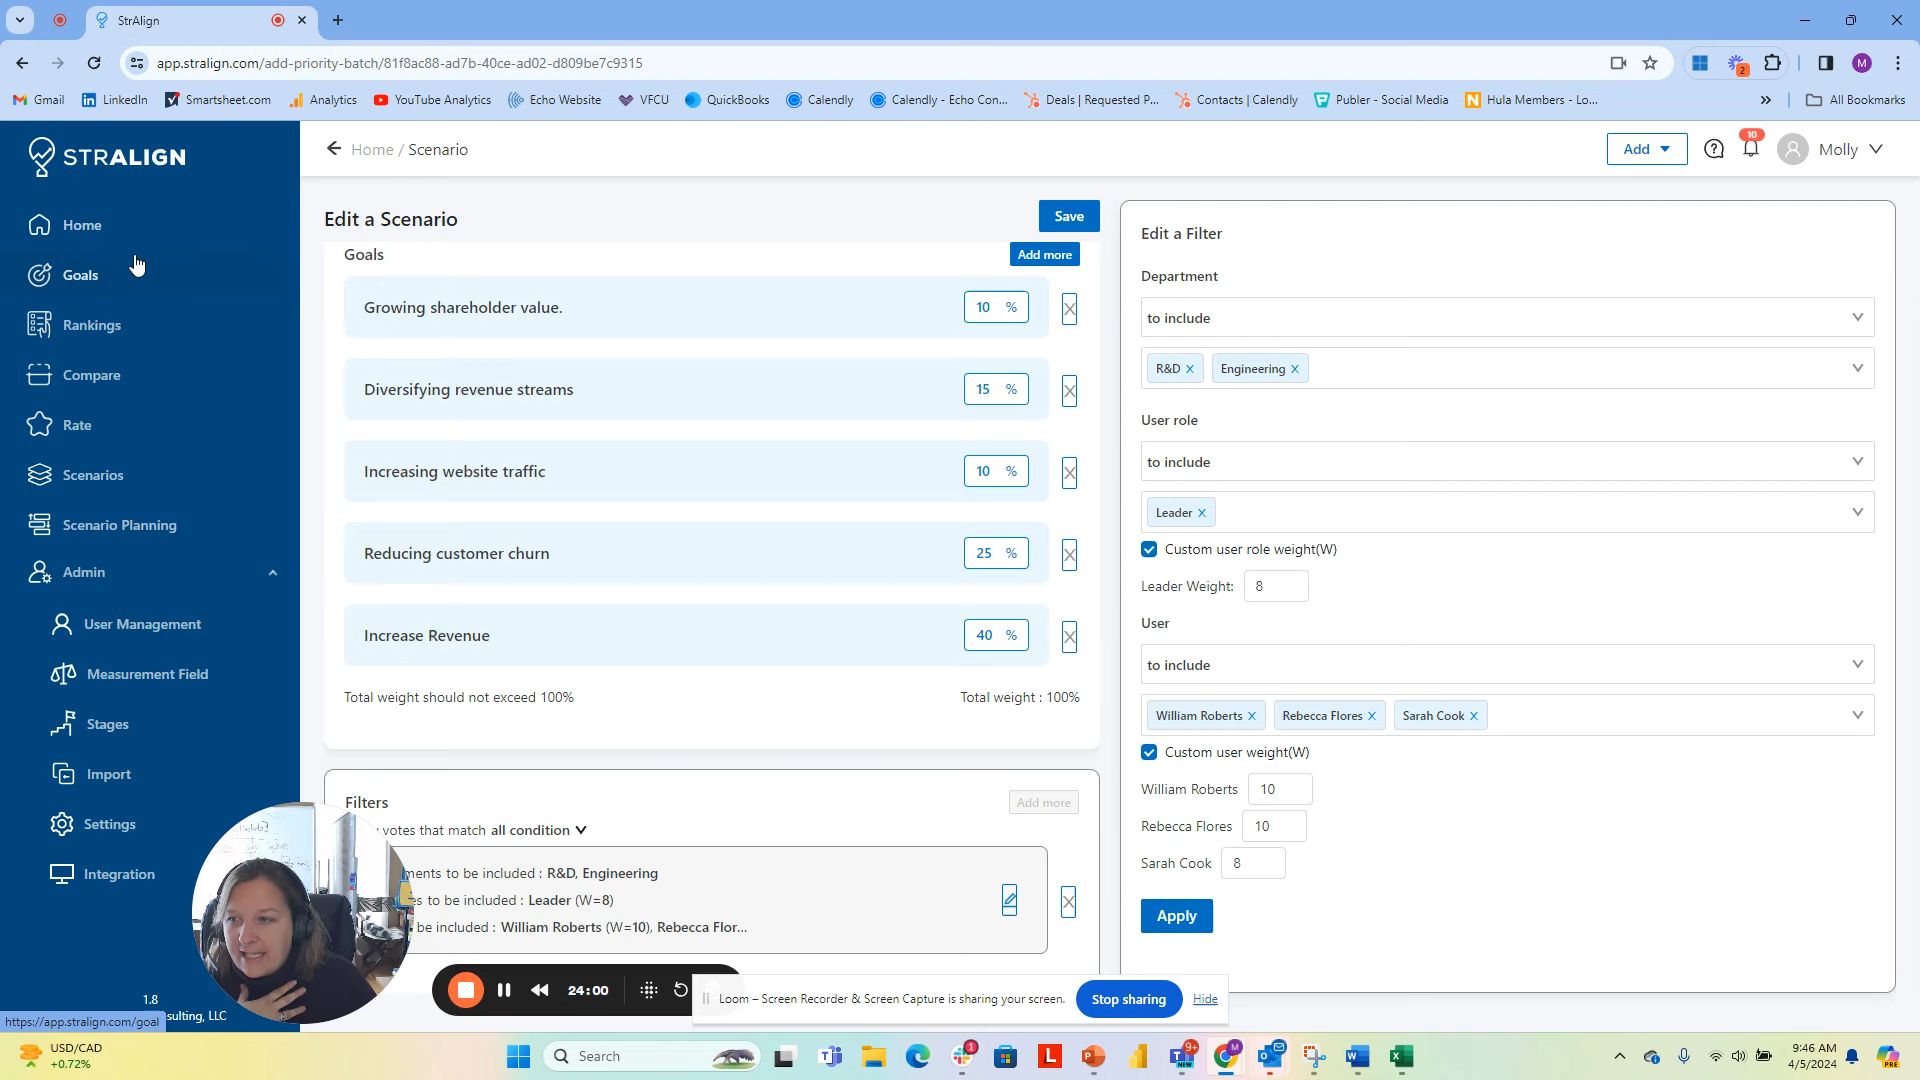 StrAlign
app.stralign.com/add-priority-batch/81f8ac88-ad7b-40ce-ad02-d809be7c9315
2
M
Gmail
LinkedIn
Smartsheet.com
Analytics
YouTube Analytics
Echo Website
VFCU
QuickBooks
Calendly
Calendly - Echo Con...
Deals | Requested P...
Contacts | Calendly
Publer - Social Media
Hula Members - Lo...
»
All Bookmarks
STRALIGN
Home / Scenario
Add
10
Molly
Home
Goals
Rankings
Compare
Rate
Scenarios
Scenario Planning
Admin
User Management
Measurement Field
Stages
Import
Settings
Integration
1.8
sulting, LLC
https://app.stralign.com/goal
Edit a Scenario
Save
Goals
Add more
Growing shareholder value.
10 %
X
Diversifying revenue streams
15 %
X
Increasing website traffic
10 %
X
Reducing customer churn
25 %
X
Increase Revenue
40 %
X
Total weight should not exceed 100%
Total weight : 100%
Filters
Add more
votes that match all condition
ments to be included : R&D, Engineering
es to be included : Leader (W=8)
be included : William Roberts (W=10), Rebecca Flor...
X
Edit a Filter
Department
to include
R&D ×
Engineering ×
User role
to include
Leader ×
Custom user role weight(W)
Leader Weight: 8
User
to include
William Roberts ×
Rebecca Flores ×
Sarah Cook ×
Custom user weight(W)
William Roberts 10
Rebecca Flores 10
Sarah Cook 8
Apply
24:00
Loom – Screen Recorder & Screen Capture is sharing your screen.
Stop sharing
Hide
USD/CAD
+0.72%
Search
1
L
9+
NEW
M
9:46 AM
4/5/2024
PRE